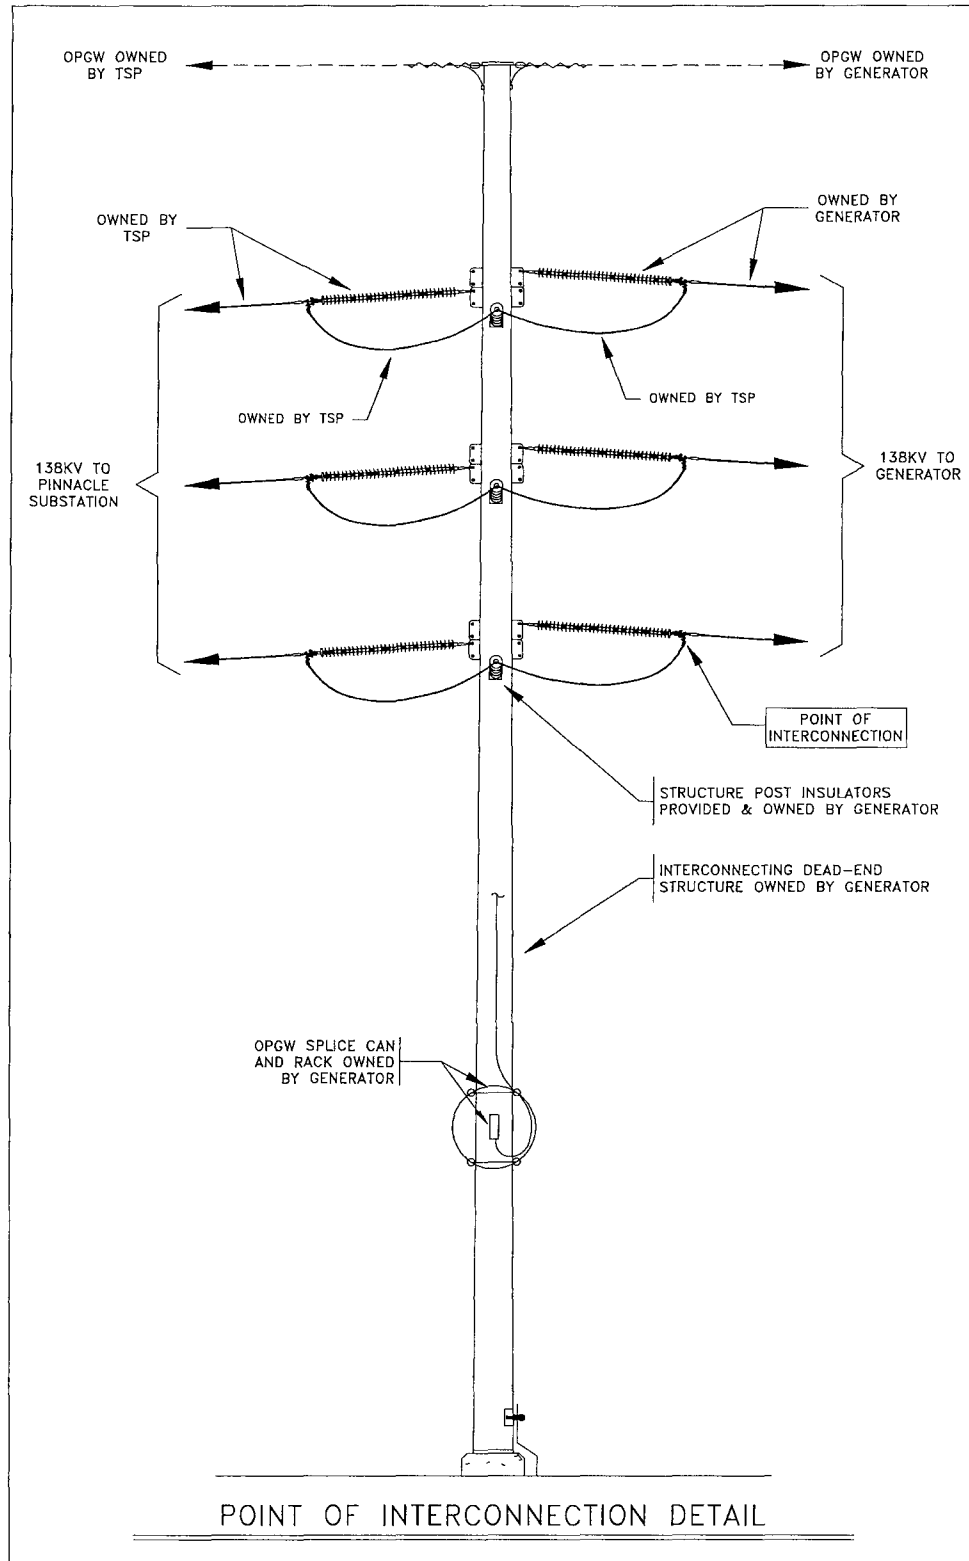 OPGW OWNED
BY TSP
OPGW OWNED
BY GENERATOR
OWNED BY
TSP
OWNED BY
GENERATOR
OWNED BY TSP
OWNED BY TSP
138KV TO
PINNACLE
SUBSTATION
138KV TO
GENERATOR
POINT OF
INTERCONNECTION
STRUCTURE POST INSULATORS
PROVIDED & OWNED BY GENERATOR
INTERCONNECTING DEAD-END
STRUCTURE OWNED BY GENERATOR
OPGW SPLICE CAN
AND RACK OWNED
BY GENERATOR
POINT OF INTERCONNECTION DETAIL